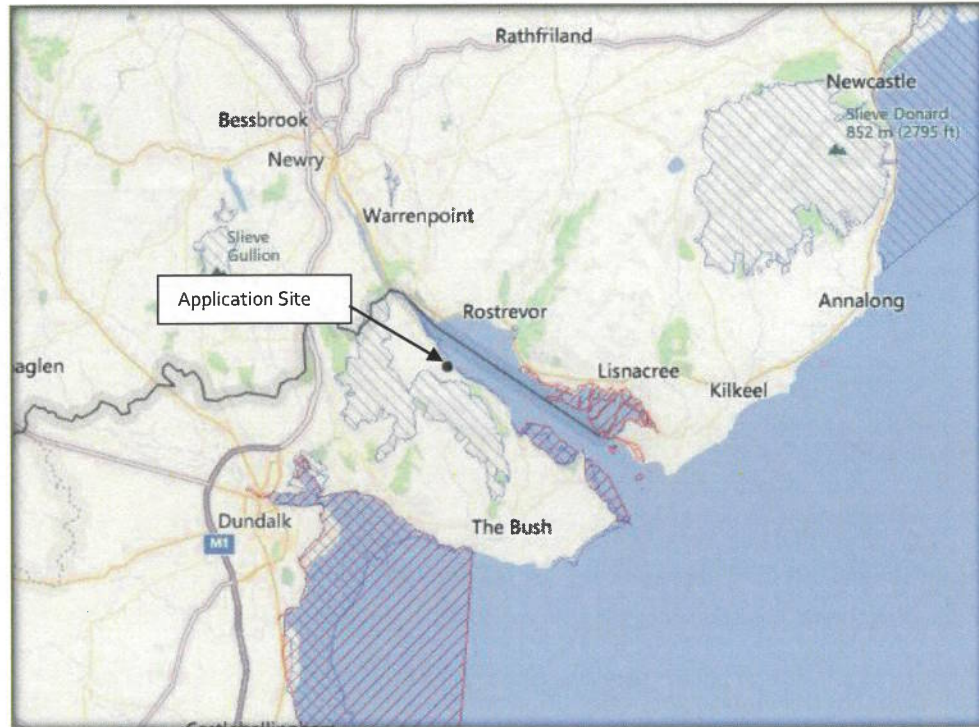 Rathfriland
Newcastle
Slieve Donard
852 m (2795 ft)
Bessbrook
Newry
Warrenpoint
Slieve
Gullion
Application Site
Rostrevor
Annalong
aglen
Lisnacree
Kilkeel
Dundalk
The Bush
M1